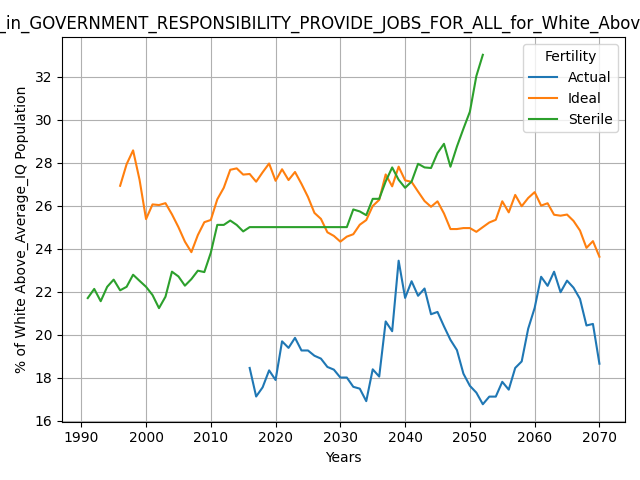 _in_GOVERNMENT_RESPONSIBILITY_PROVIDE_JOBS_FOR_ALL_for_White_Abov
Fertility
Actual
Ideal
Sterile
% of White Above_Average_IQ Population
32
30
28
26
24
22
20
18
16
1990 2000 2010 2020 2030 2040 2050 2060 2070
Years